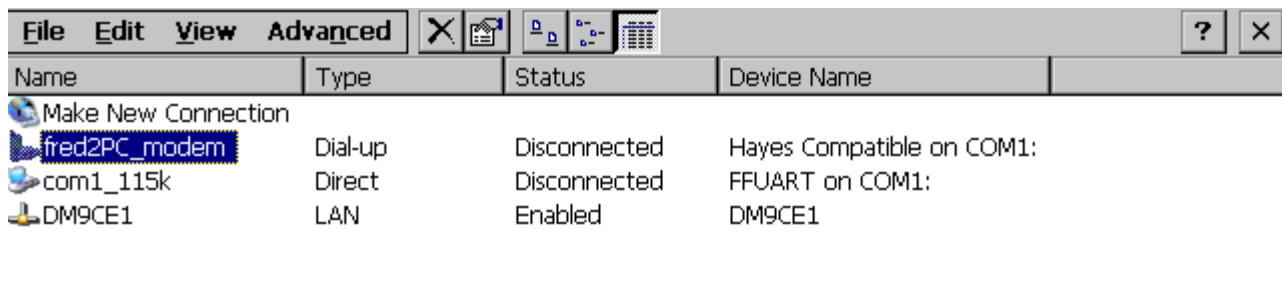 File Edit View Advanced ?
Name Type Status Device Name
Make New Connection
fred2PC_modem Dial-up Disconnected Hayes Compatible on COM1:
com1_115k Direct Disconnected FFUART on COM1:
DM9CE1 LAN Enabled DM9CE1